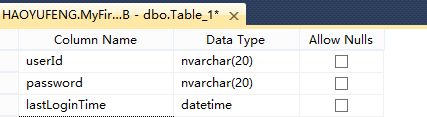 HAOYUFENG.MyFir...B - dbo.Table_1*
Column Name Data Type Allow Nulls
userId nvarchar(20)
password nvarchar(20)
lastLoginTime datetime